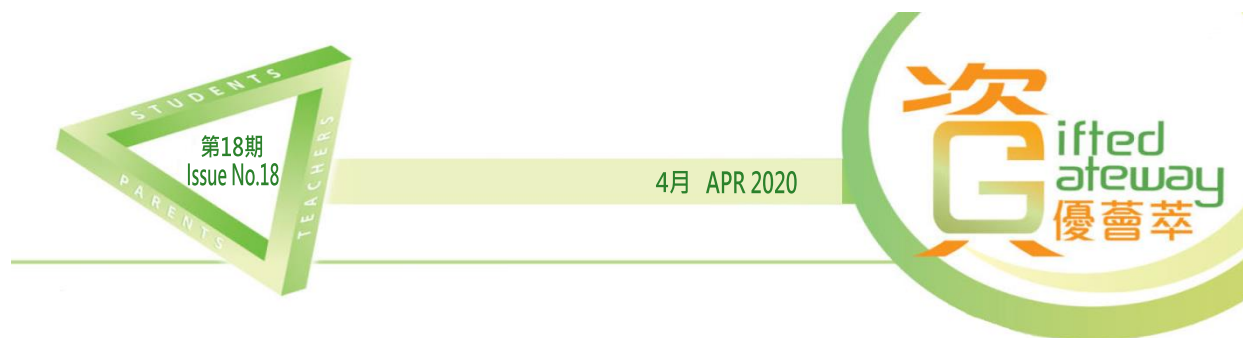 STUDENTS
PARENTS
TEACHERS
第18期
Issue No.18
4月 APR 2020
資
G
ifted
ateway
優薈萃